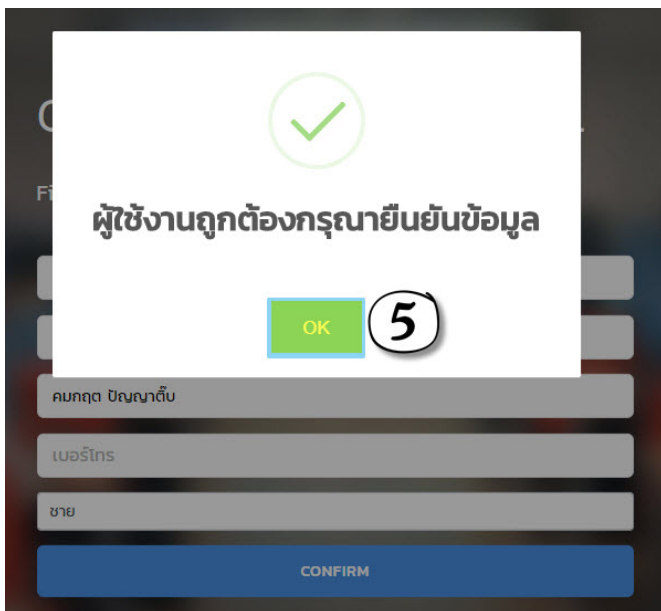 Fi
ผู้ใช้งานถูกต้องกรุณายืนยันข้อมูล
OK
5
คมกฤต ปัญญาติ๊บ
เบอร์โทร
ชาย
CONFIRM